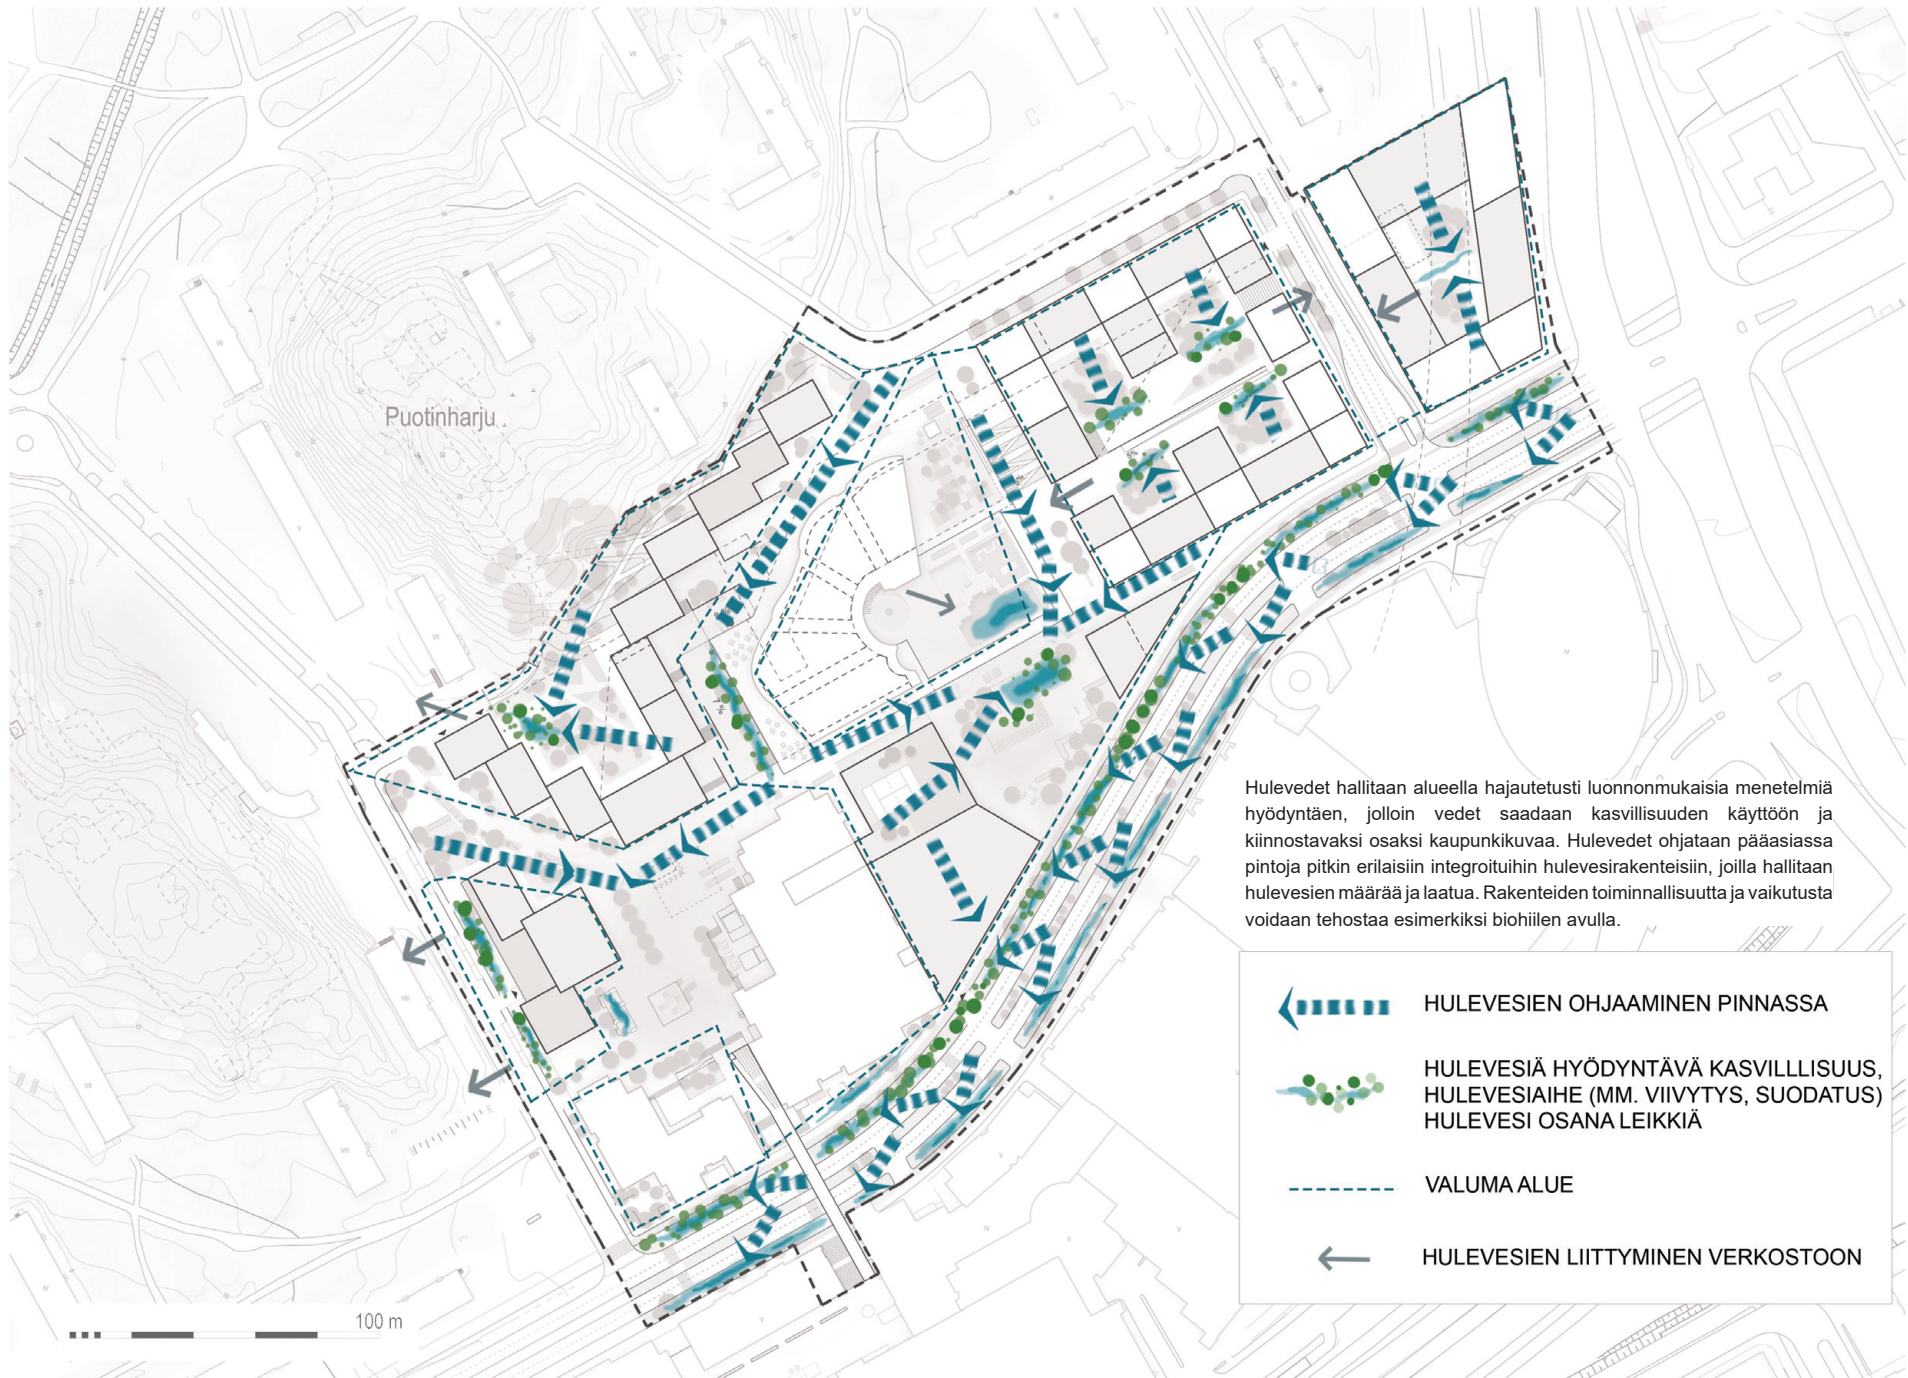 Puotinharju
Hulevedet hallitaan alueella hajautetusti luonnonmukaisia menetelmiä
hyödyntäen, jolloin vedet saadaan kasvillisuuden käyttöön ja
kiinnostavaksi osaksi kaupunkikuvaa. Hulevedet ohjataan pääasiassa
pintoja pitkin erilaisiin integroituihin hulevesirakenteisiin, joilla hallitaan
hulevesien määrää ja laatua. Rakenteiden toiminnallisuutta ja vaikutusta
voidaan tehostaa esimerkiksi biohiilen avulla.
HULEVESIEN OHJAAMINEN PINNASSA
HULEVESIÄ HYÖDYNTÄVÄ KASVILLLISUUS,
HULEVESIAIHE (MM. VIIVYTYS, SUODATUS)
HULEVESI OSANA LEIKKIÄ
VALUMA ALUE
HULEVESIEN LIITTYMINEN VERKOSTOON
100 m